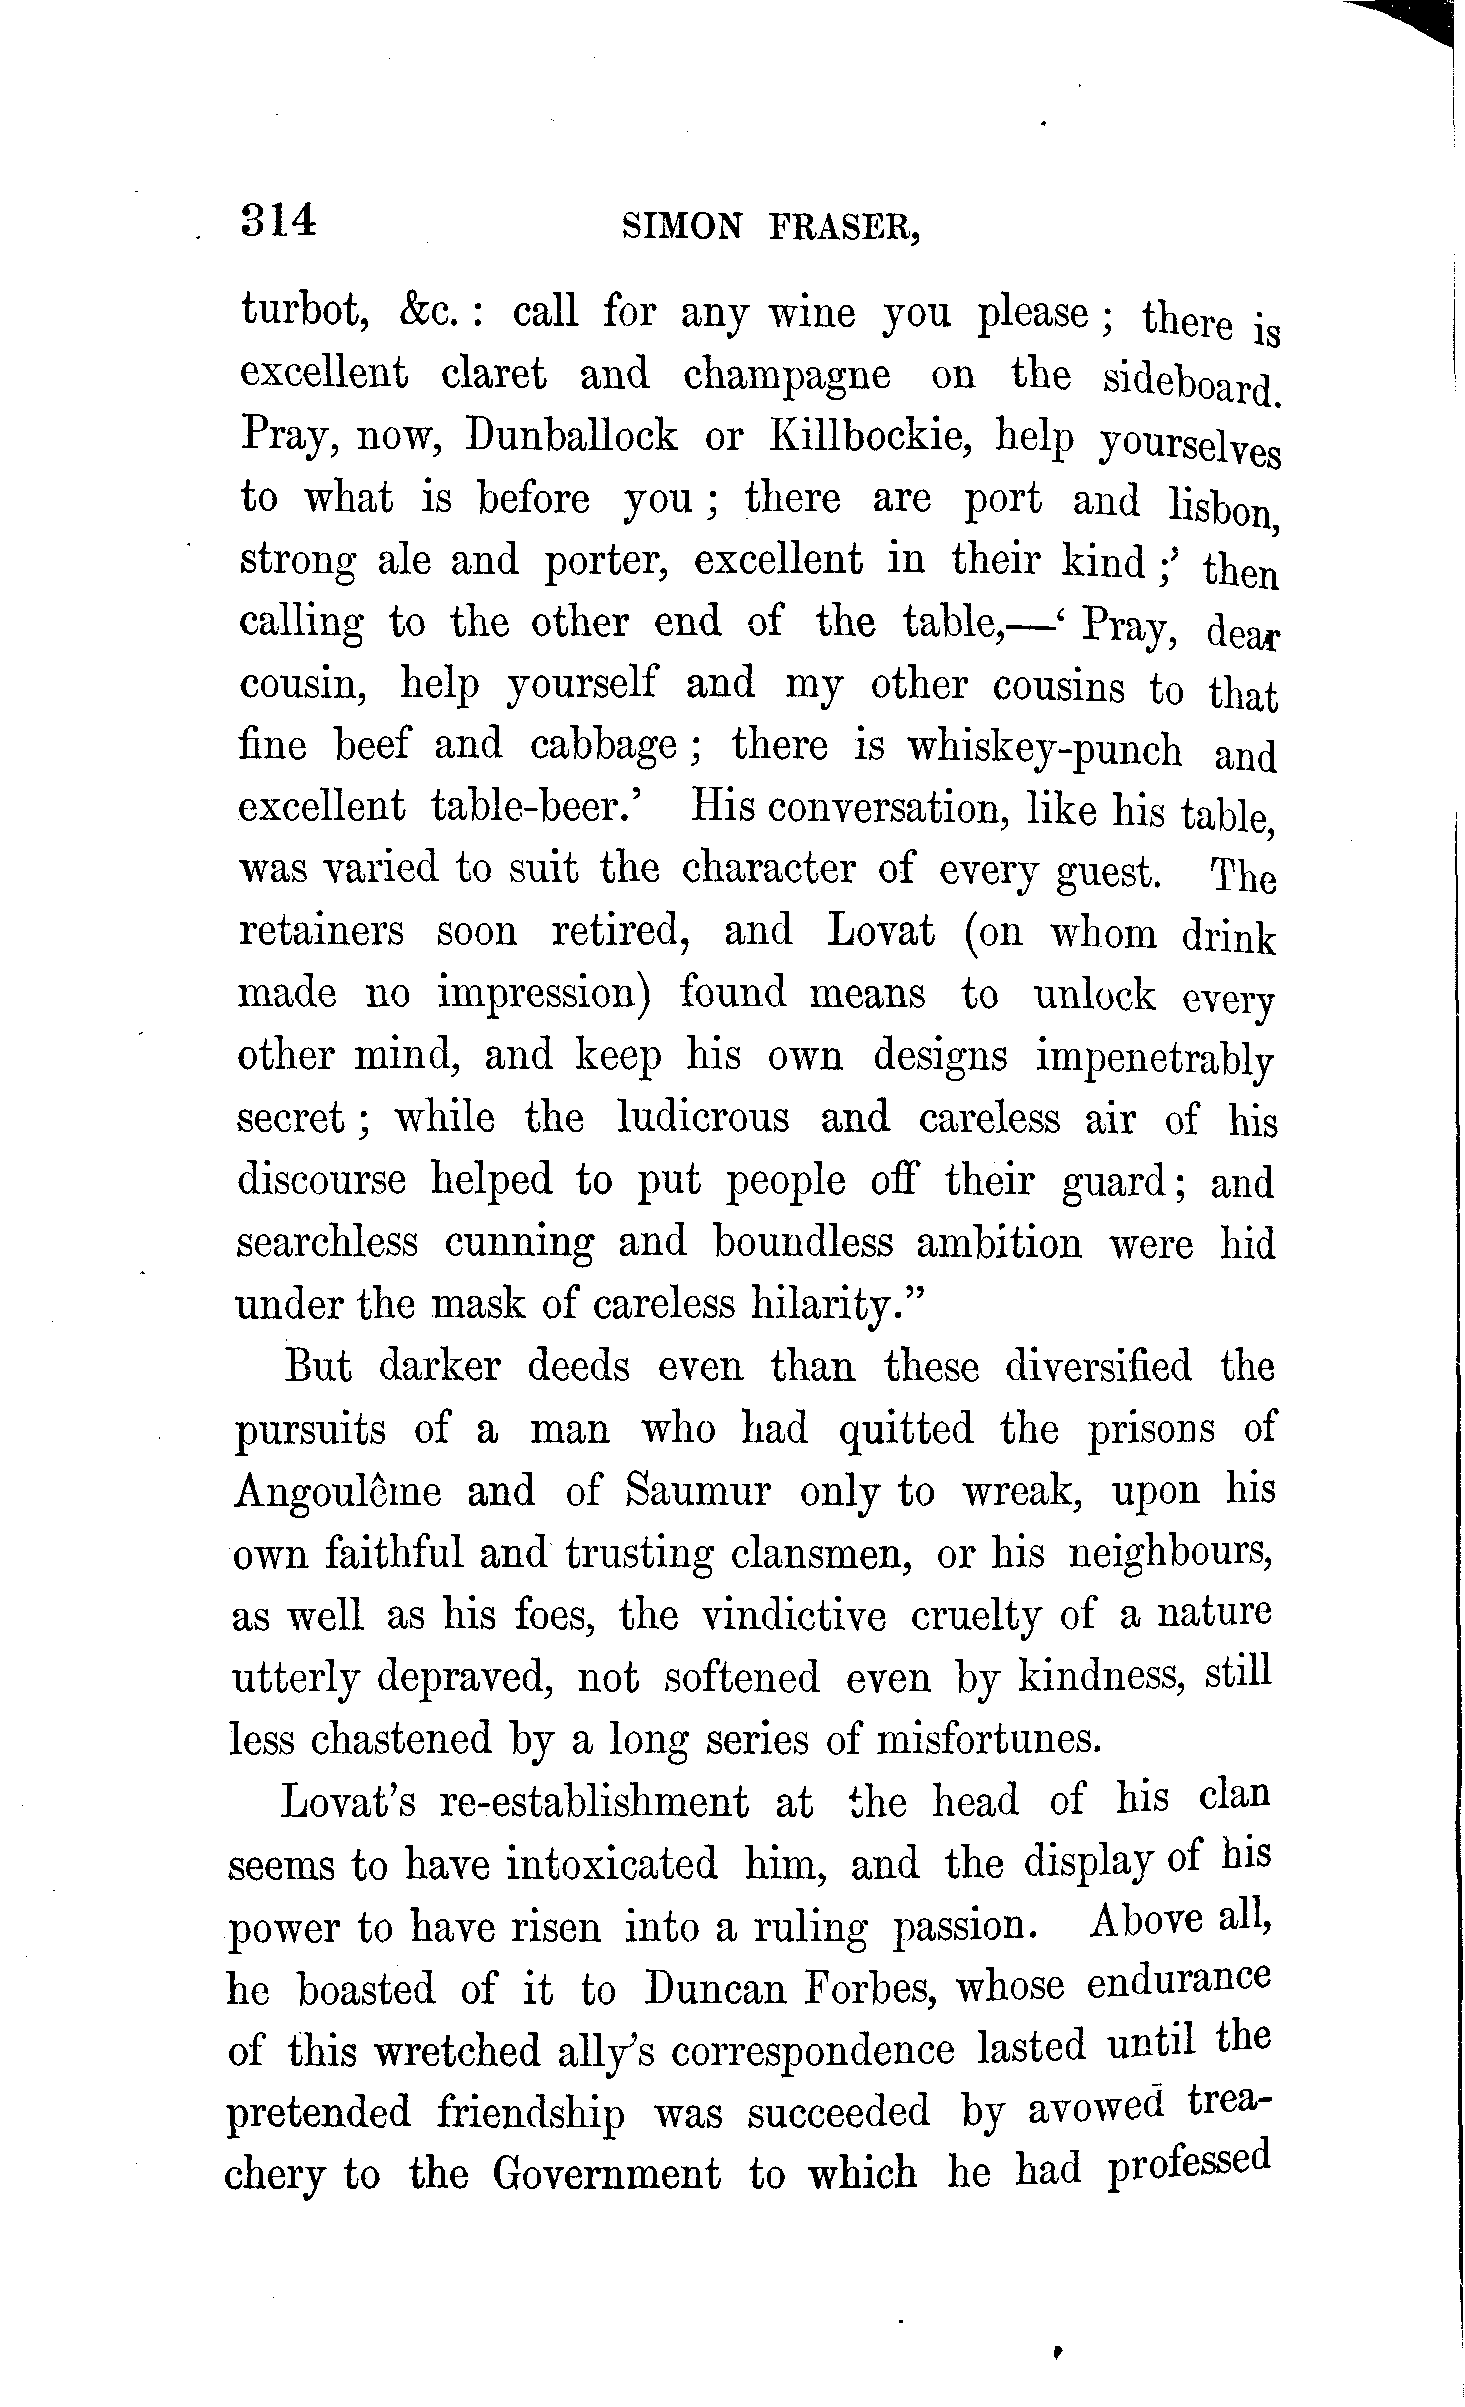 314 SIMON FRASER,
turbot, &c. : call for any wine you please ; there is
excellent claret and champagne on the sideboard.
Pray, now, Dunballock or Killbockie, help yourselves
to what is before you ; there are port and lisbon,
strong ale and porter, excellent in their kind ;’ then
calling to the other end of the table,—‘ Pray, dear
cousin, help yourself and my other cousins to that
fine beef and cabbage ; there is whiskey-punch and
excellent table-beer.’ His conversation, like his table,
was varied to suit the character of every guest. The
retainers soon retired, and Lovat (on whom drink
made no impression) found means to unlock every
other mind, and keep his own designs impenetrably
secret ; while the ludicrous and careless air of his
discourse helped to put people off their guard ; and
searchless cunning and boundless ambition were hid
under the mask of careless hilarity.”
But darker deeds even than these diversified the
pursuits of a man who had quitted the prisons of
Angoulême and of Saumur only to wreak, upon his
own faithful and trusting clansmen, or his neighbours,
as well as his foes, the vindictive cruelty of a nature
utterly depraved, not softened even by kindness, still
less chastened by a long series of misfortunes.
Lovat’s re-establishment at the head of his clan
seems to have intoxicated him, and the display of his
power to have risen into a ruling passion. Above all,
he boasted of it to Duncan Forbes, whose endurance
of this wretched ally’s correspondence lasted until the
pretended friendship was succeeded by avowed trea-
chery to the Government to which he had professed